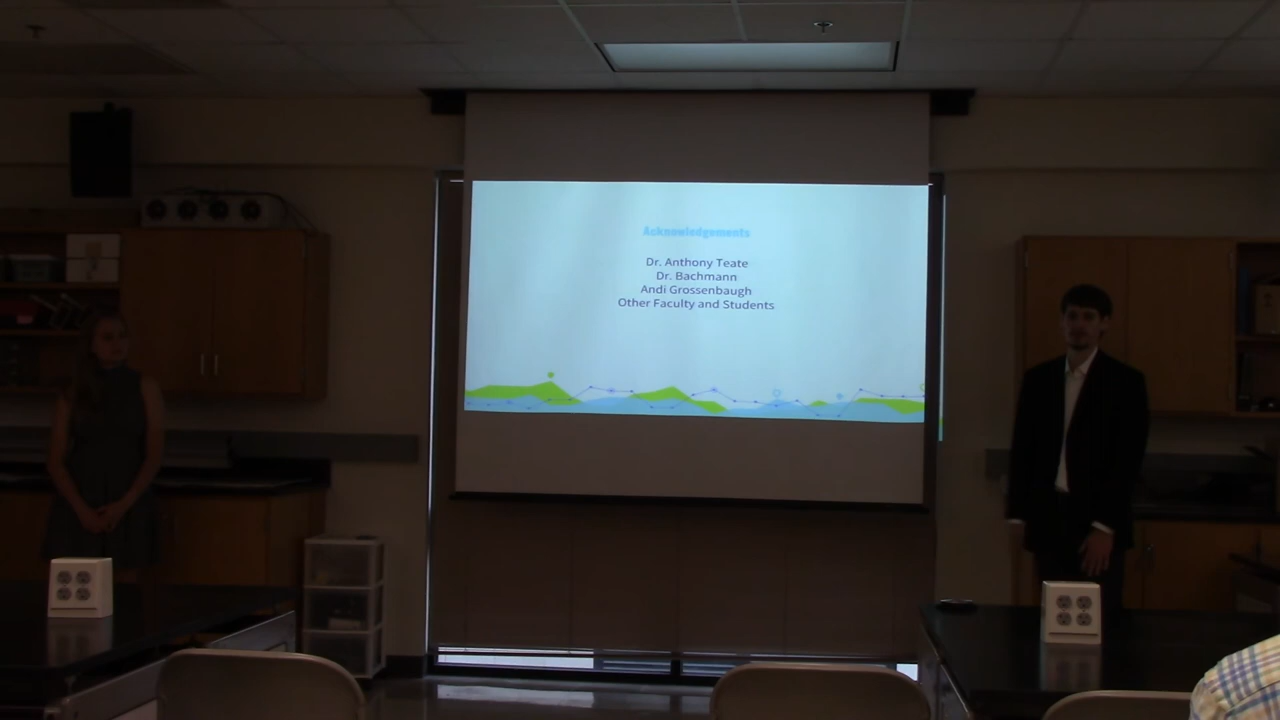 Acknowledgements
Dr. Anthony Teate
Dr. Bachmann
Andi Grossenbaugh
Other Faculty and Students